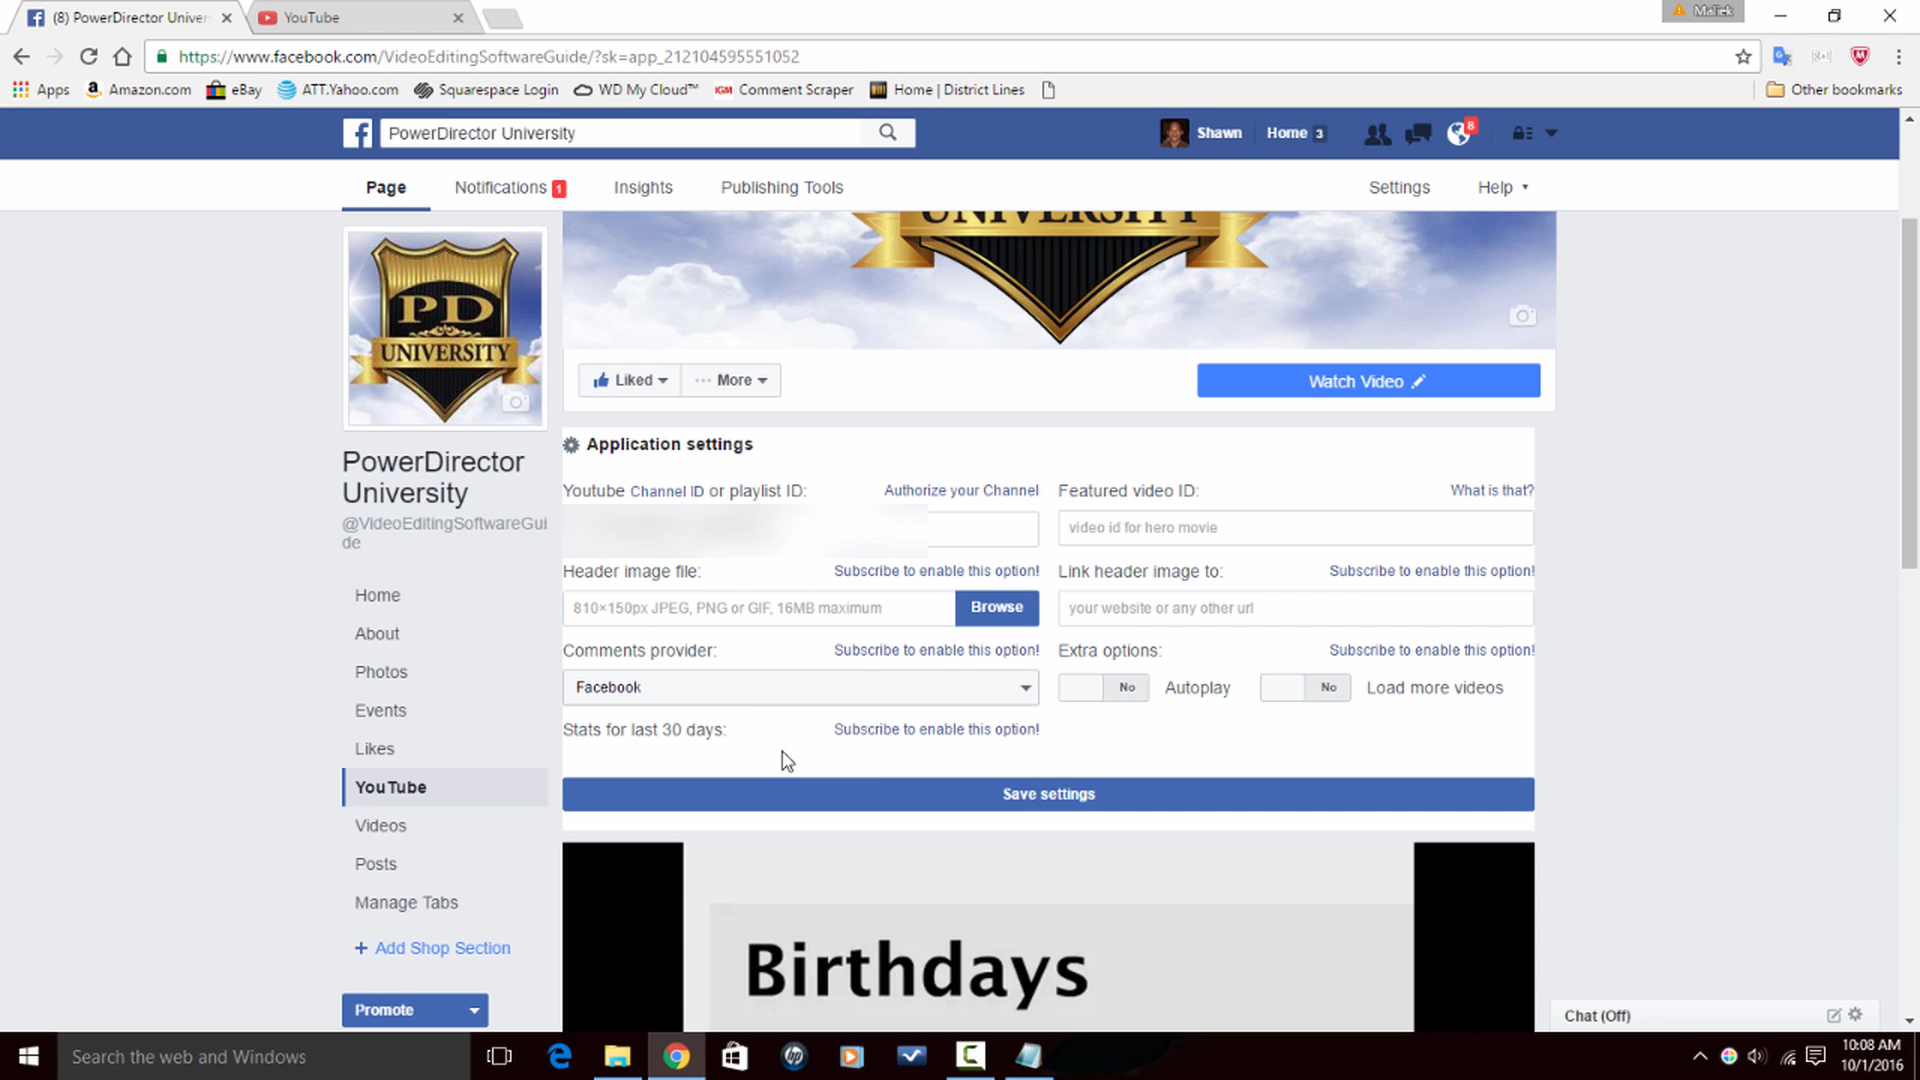 (8) PowerDirector Univer
YouTube
Maliek
https://www.facebook.com/VideoEditingSoftwareGuide/?sk=app_212104595551052
Apps
Amazon.com
eBay
ATT.Yahoo.com
Squarespace Login
WD My Cloud™
Comment Scraper
Home | District Lines
Other bookmarks
PowerDirector University
Shawn
Home 3
8
Page
Notifications 1
Insights
Publishing Tools
Settings
Help
UNIVERSITY
PD
UNIVERSITY
Liked
More
Watch Video
PowerDirector
University
@VideoEditingSoftwareGui
de
Home
About
Photos
Events
Likes
YouTube
Videos
Posts
Manage Tabs
+ Add Shop Section
Promote
Application settings
Youtube Channel ID or playlist ID:
Authorize your Channel
Featured video ID:
What is that?
video id for hero movie
Header image file:
Subscribe to enable this option!
Link header image to:
Subscribe to enable this option!
810×150px JPEG, PNG or GIF, 16MB maximum
Browse
your website or any other url
Comments provider:
Subscribe to enable this option!
Extra options:
Subscribe to enable this option!
Facebook
No
Autoplay
No
Load more videos
Stats for last 30 days:
Subscribe to enable this option!
Save settings
Birthdays
Chat (Off)
Search the web and Windows
10:08 AM
10/1/2016